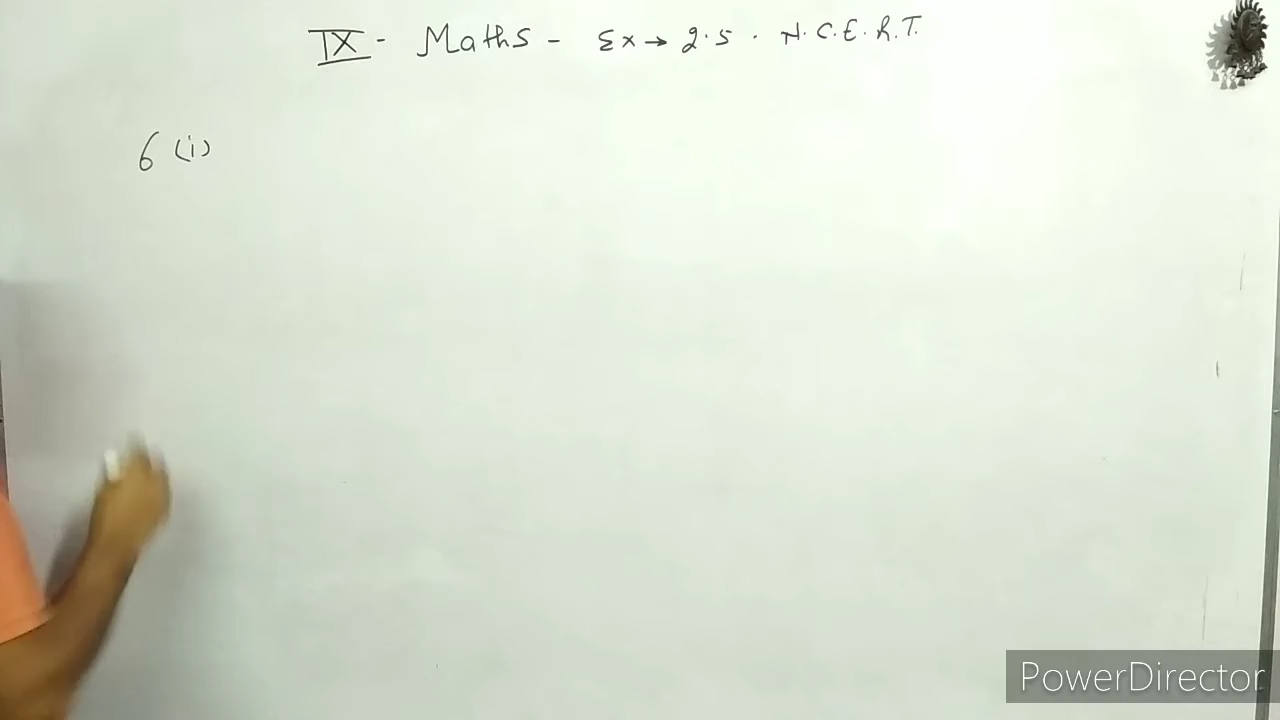 IX - Maths - Ex → 2.5 . N.C.E.R.T.
6 (i)
PowerDirector